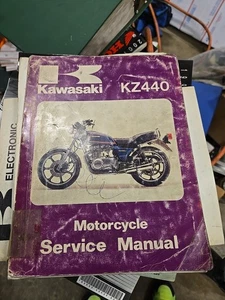 Kawasaki KZ440
Motorcycle
Service Manual
ELECTRONIC